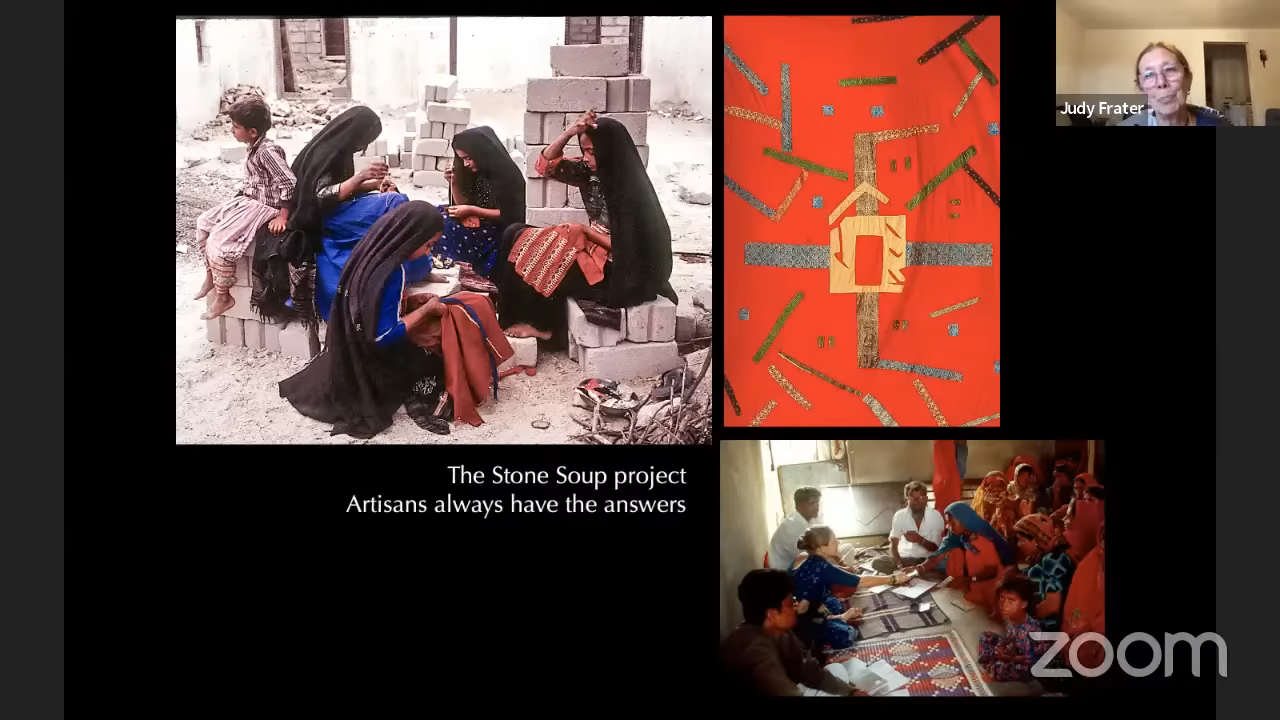 Judy Frater
The Stone Soup project
Artisans always have the answers
zoom